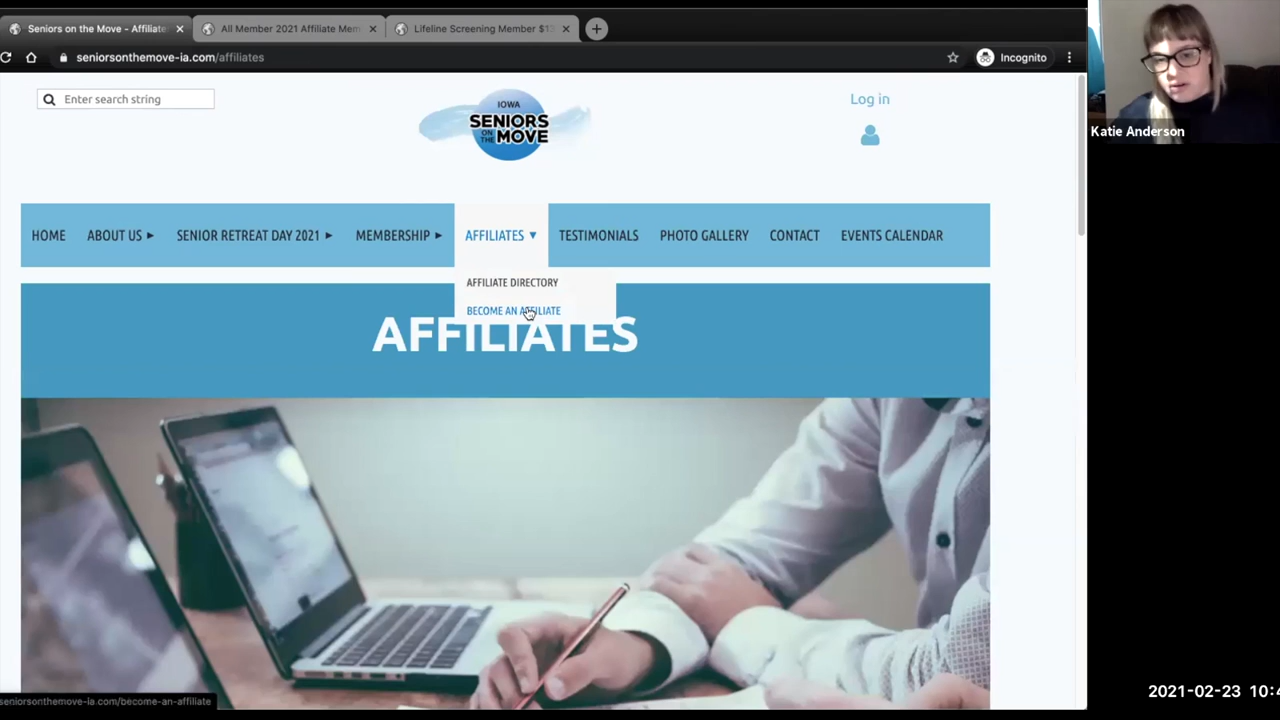 Seniors on the Move - Affiliate
All Member 2021 Affiliate Mem
Lifeline Screening Member $13
seniorsonthemove-ia.com/affiliates
Incognito
Enter search string
IOWA
SENIORS
ON THE MOVE
Log in
Katie Anderson
HOME
ABOUT US
SENIOR RETREAT DAY 2021
MEMBERSHIP
AFFILIATES
TESTIMONIALS
PHOTO GALLERY
CONTACT
EVENTS CALENDAR
AFFILIATE DIRECTORY
BECOME AN AFFILIATE
AFFILIATES
seniorsonthemove-ia.com/become-an-affiliate
2021-02-23 10:4